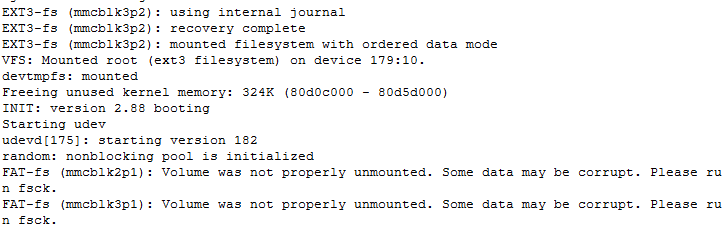 EXT3-fs (mmcblk3p2): using internal journal
EXT3-fs (mmcblk3p2): recovery complete
EXT3-fs (mmcblk3p2): mounted filesystem with ordered data mode
VFS: Mounted root (ext3 filesystem) on device 179:10.
devtmpfs: mounted
Freeing unused kernel memory: 324K (80d0c000 - 80d5d000)
INIT: version 2.88 booting
Starting udev
udevd[175]: starting version 182
random: nonblocking pool is initialized
FAT-fs (mmcblk2p1): Volume was not properly unmounted. Some data may be corrupt. Please ru
n fsck.
FAT-fs (mmcblk3p1): Volume was not properly unmounted. Some data may be corrupt. Please ru
n fsck.